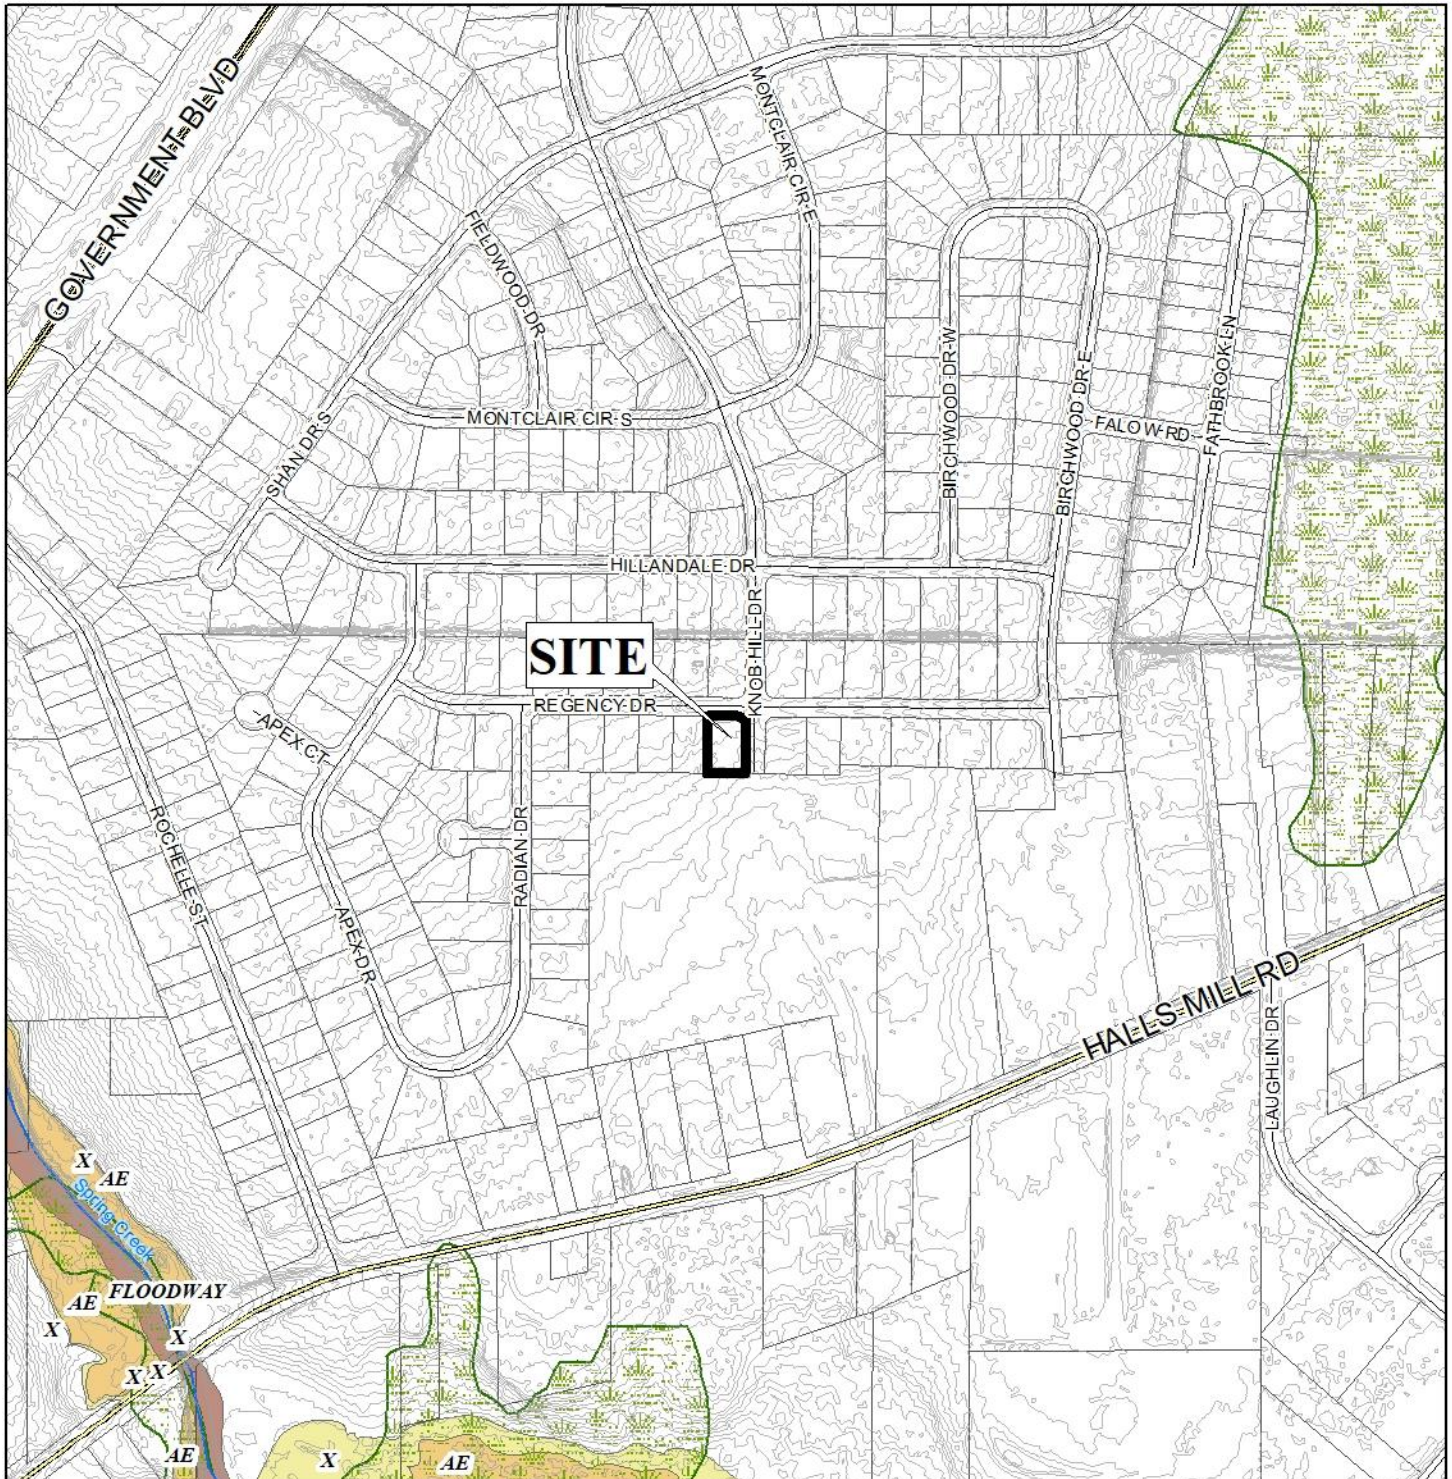 GOVERNMENT BLVD
MONTCLAIR CIR E
FIELDWOOD DR
BIRCHWOOD DR W
FATHBROOK LN
BIRCHWOOD DR E
FALOW RD
MONTCLAIR CIR S
SHAN DR S
HILLANDALE DR
KNOB HILL DR
SITE
REGENCY DR
APEX CT
ROCHELLE ST
RADIAN DR
APEX DR
HALLS MILL RD
LAUGHLIN DR
X
AE
Spring Creek
FLOODWAY
AE
X
X
X
X
AE
X
AE